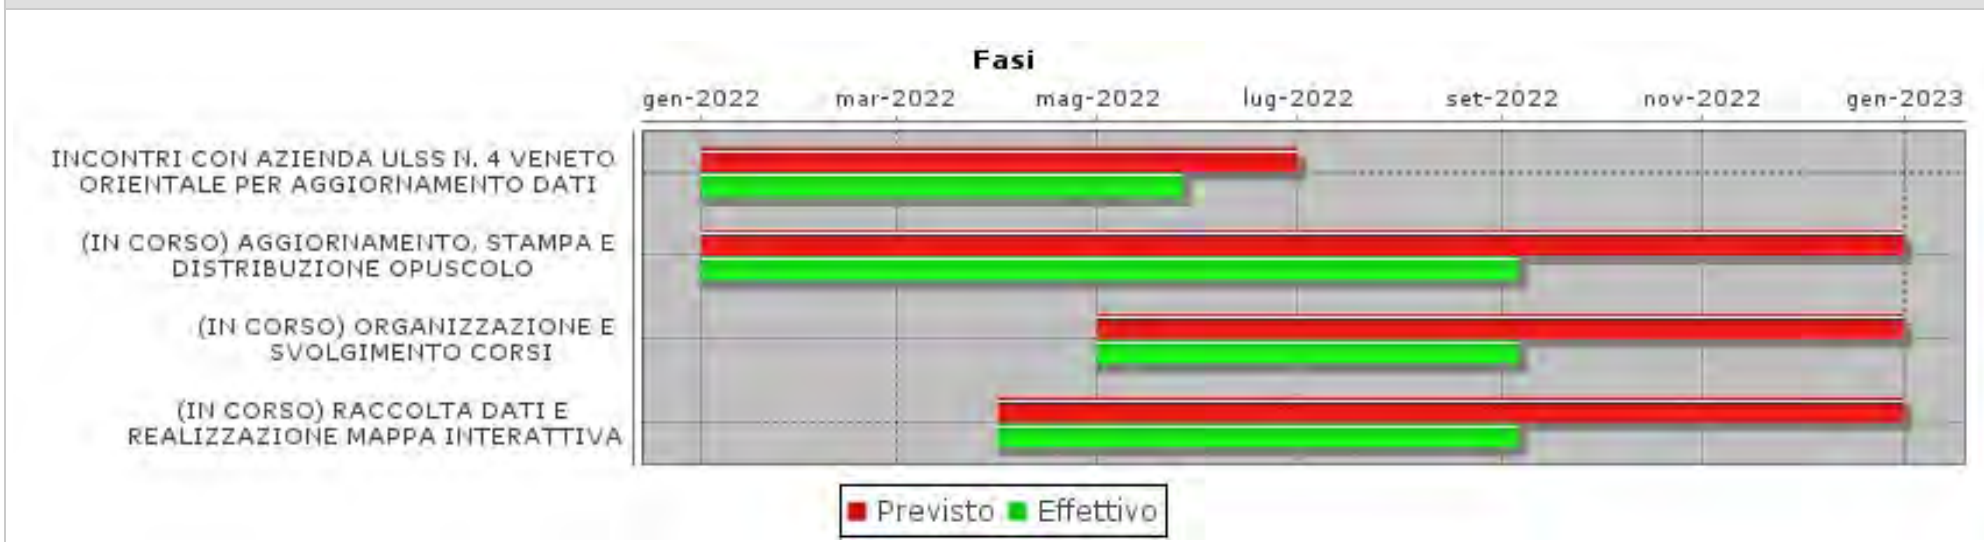 Fasi
gen-2022 mar-2022 mag-2022 lug-2022 set-2022 nov-2022 gen-2023
INCONTRI CON AZIENDA ULSS N. 4 VENETO
ORIENTALE PER AGGIORNAMENTO DATI
(IN CORSO) AGGIORNAMENTO, STAMPA E
DISTRIBUZIONE OPUSCOLO
(IN CORSO) ORGANIZZAZIONE E
SVOLGIMENTO CORSI
(IN CORSO) RACCOLTA DATI E
REALIZZAZIONE MAPPA INTERATTIVA
Previsto Effettivo